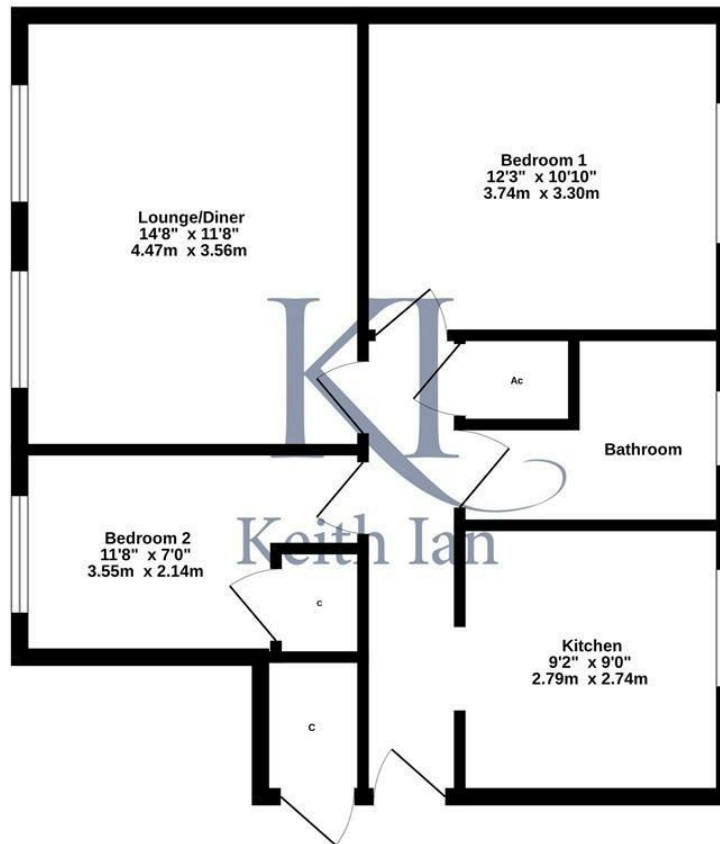 Bedroom 1
12'3" x 10'10"
3.74m x 3.30m
Lounge/Diner
14'8" x 11'8"
4.47m x 3.56m
KI
Ac
Bathroom
Keith Ian
Bedroom 2
11'8" x 7'0"
3.55m x 2.14m
C
Kitchen
9'2" x 9'0"
2.79m x 2.74m
C